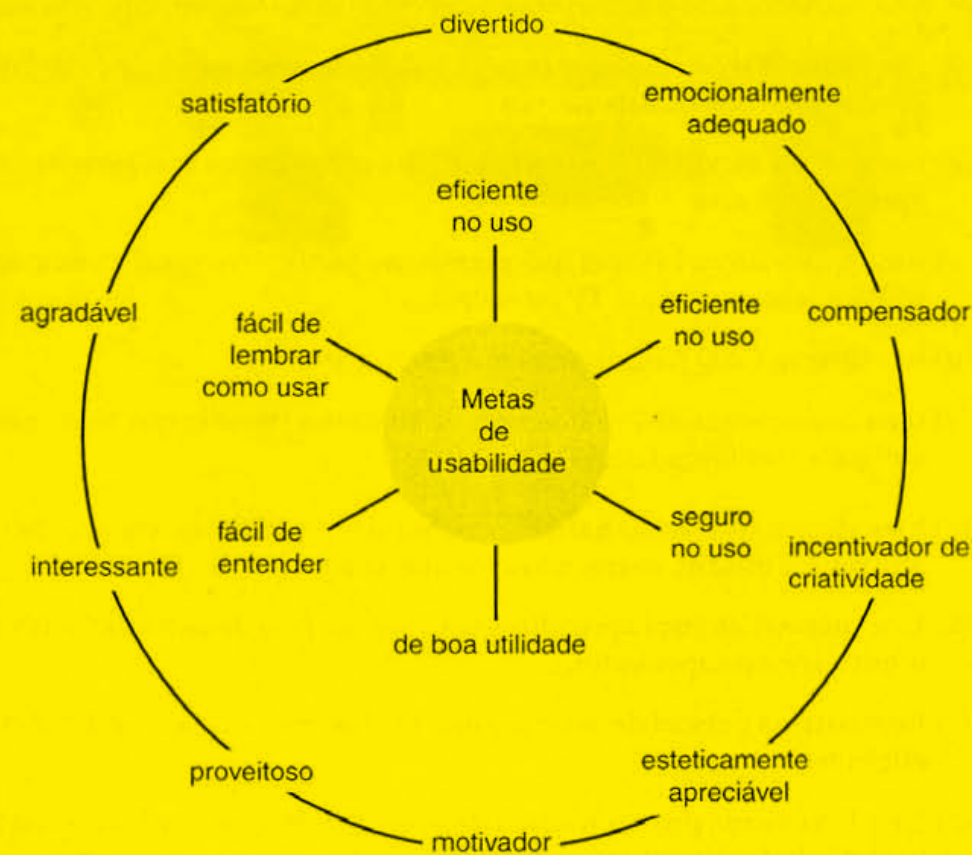 divertido
satisfatório
emocionalmente
adequado
eficiente
no uso
agradável
fácil de
lembrar
como usar
eficiente
no uso
compensador
Metas
de
usabilidade
interessante
fácil de
entender
seguro
no uso
incentivador de
criatividade
de boa utilidade
proveitoso
esteticamente
apreciável
motivador